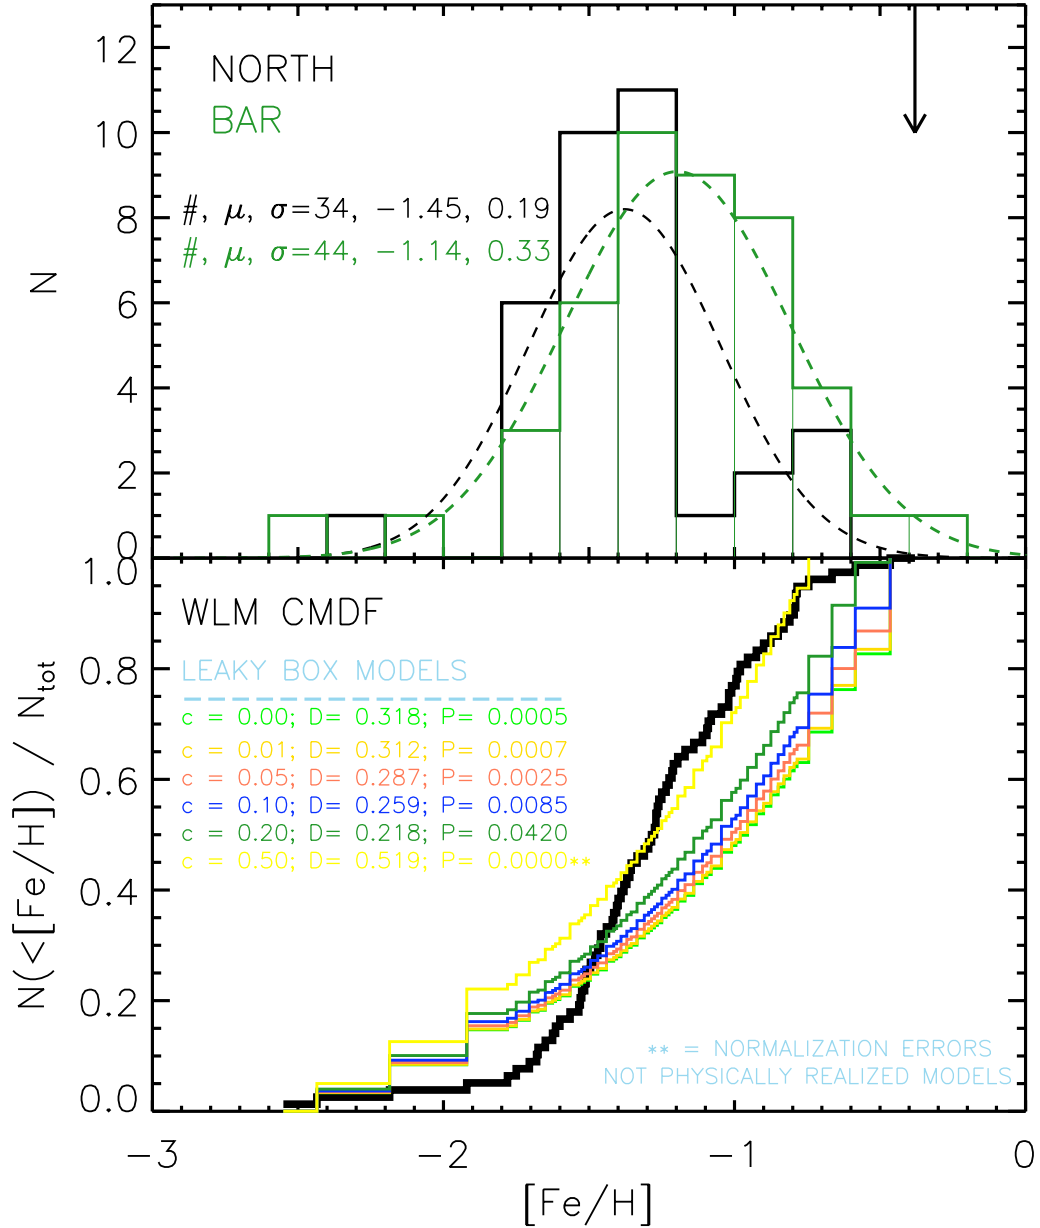 12
10
8
6
4
2
0
N
NORTH
BAR
#, μ, σ=34, −1.45, 0.19
#, μ, σ=44, −1.14, 0.33
1.0
0.8
0.6
0.4
0.2
0.0
N(<[Fe/H]) / Ntot
WLM CMDF
LEAKY BOX MODELS
c = 0.00; D= 0.318; P= 0.0005
c = 0.01; D= 0.312; P= 0.0007
c = 0.05; D= 0.287; P= 0.0025
c = 0.10; D= 0.259; P= 0.0085
c = 0.20; D= 0.218; P= 0.0420
c = 0.50; D= 0.519; P= 0.0000**
** = NORMALIZATION ERRORS
NOT PHYSICALLY REALIZED MODELS
−3 −2 −1 0
[Fe/H]